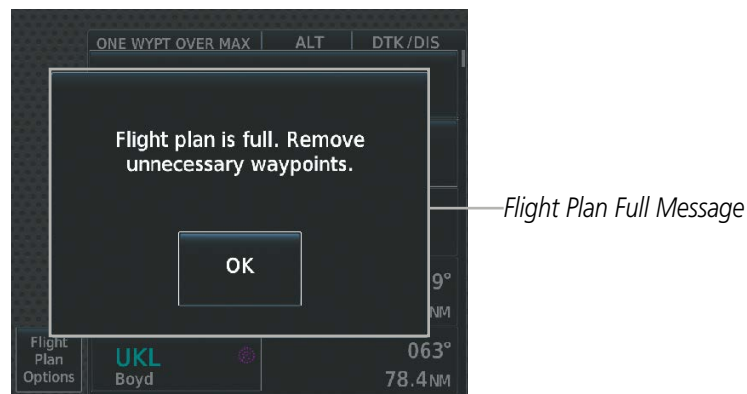 ONE WYPT OVER MAX ALT DTK/DIS
Flight plan is full. Remove
unnecessary waypoints.
Flight Plan Full Message
OK
9°
NM
Flight
Plan
Options
UKL 063°
Boyd 78.4NM